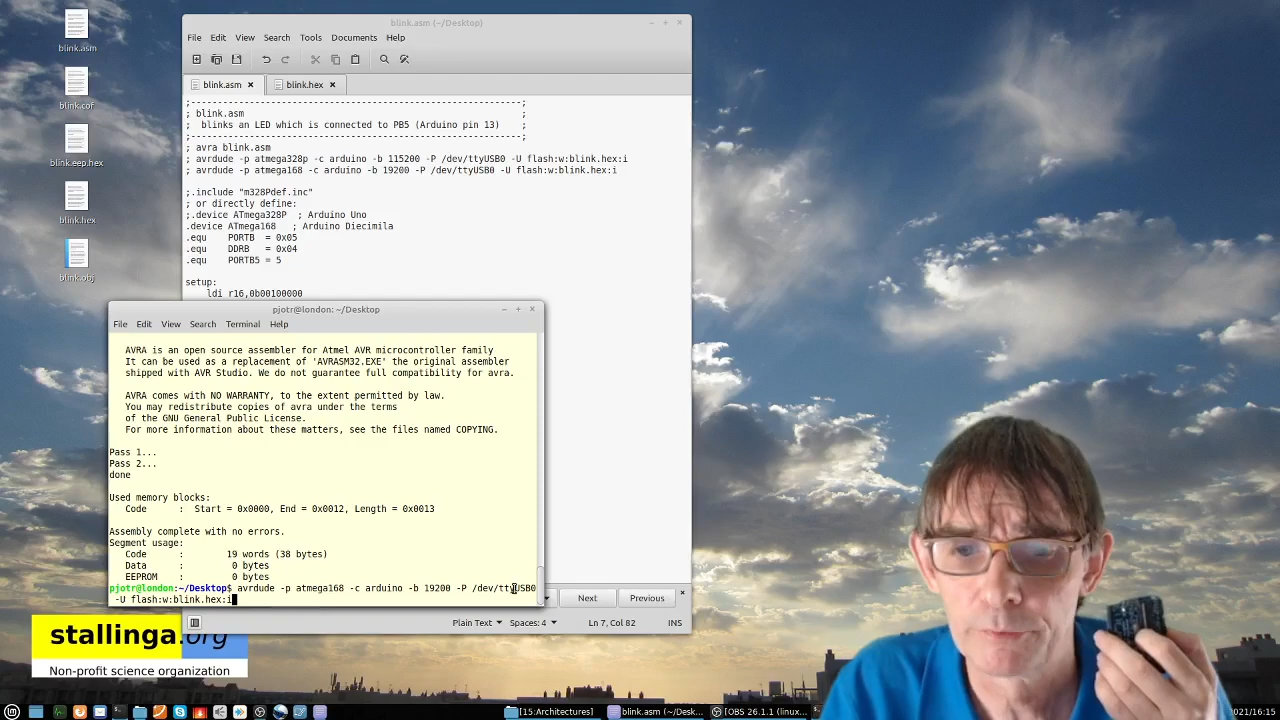 blink.asm
blink.cof
blink.eep.hex
blink.hex
blink.obj
blink.asm (~/Desktop)
File Edit View Search Tools Documents Help
blink.asm blink.hex
;---------------------------------------------------------------;
; blink.asm ;
; blinks an LED which is connected to PB5 (Arduino pin 13) ;
;---------------------------------------------------------------;
; avra blink.asm
; avrdude -p atmega328p -c arduino -b 115200 -P /dev/ttyUSB0 -U flash:w:blink.hex:i
; avrdude -p atmega168 -c arduino -b 19200 -P /dev/ttyUSB0 -U flash:w:blink.hex:i
;.include "m328Pdef.inc"
; or directly define:
;.device ATmega328P ; Arduino Uno
.device ATmega168 ; Arduino Diecimila
.equ PORTB = 0x05
.equ DDRB = 0x04
.equ PORTB5 = 5
setup:
ldi r16,0b00100000
pjotr@london: ~/Desktop
File Edit View Search Terminal Help
AVRA is an open source assembler for Atmel AVR microcontroller family
It can be used as a replacement of 'AVRASM32.EXE' the original assembler
shipped with AVR Studio. We do not guarantee full compatibility for avra.
AVRA comes with NO WARRANTY, to the extent permitted by law.
You may redistribute copies of avra under the terms
of the GNU General Public License.
For more information about these matters, see the files named COPYING.
Pass 1...
Pass 2...
done
Used memory blocks:
Code : Start = 0x0000, End = 0x0012, Length = 0x0013
Assembly complete with no errors.
Segment usage:
Code : 19 words (38 bytes)
Data : 0 words (0 bytes)
EEPROM : 0 bytes
pjotr@london:~/Desktop$ avrdude -p atmega168 -c arduino -b 19200 -P /dev/ttyUSB0
-U flash:w:blink.hex:i
Next Previous
Plain Text Spaces: 4 Ln 7, Col 82 INS
stallinga.org
Non-profit science organization
[15:Architectures] blink.asm (~/Desk... [OBS 26.1.1 (linux... 2021/16:15